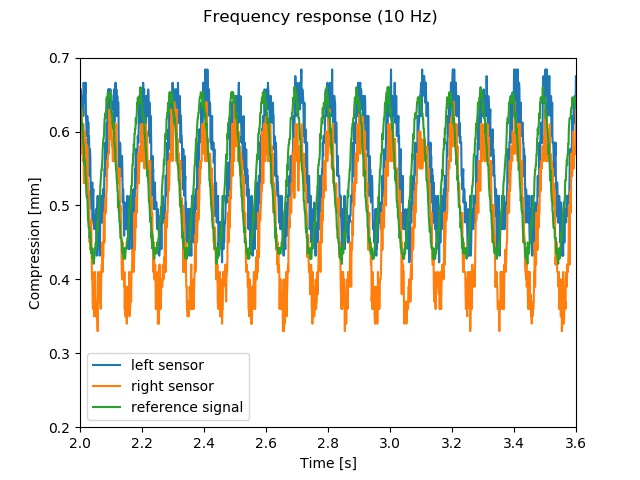 Frequency response (10 Hz)
0.7
0.6
0.5
0.4
0.3
0.2
Compression [mm]
left sensor
right sensor
reference signal
2.0 2.2 2.4 2.6 2.8 3.0 3.2 3.4 3.6
Time [s]